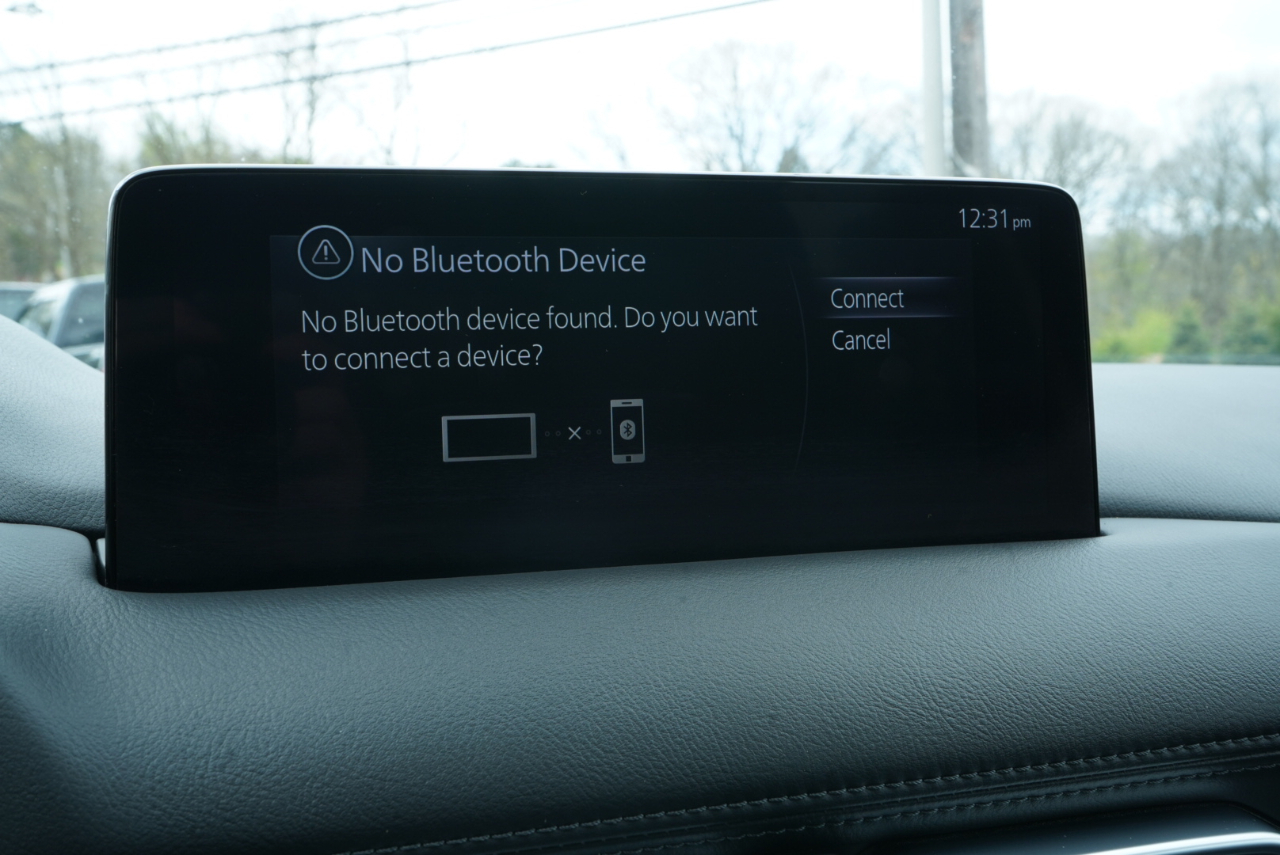 12:31 pm
No Bluetooth Device
No Bluetooth device found. Do you want
to connect a device?
Connect
Cancel